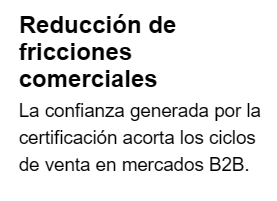 Reducción de
fricciones
comerciales
La confianza generada por la
certificación acorta los ciclos
de venta en mercados B2B.